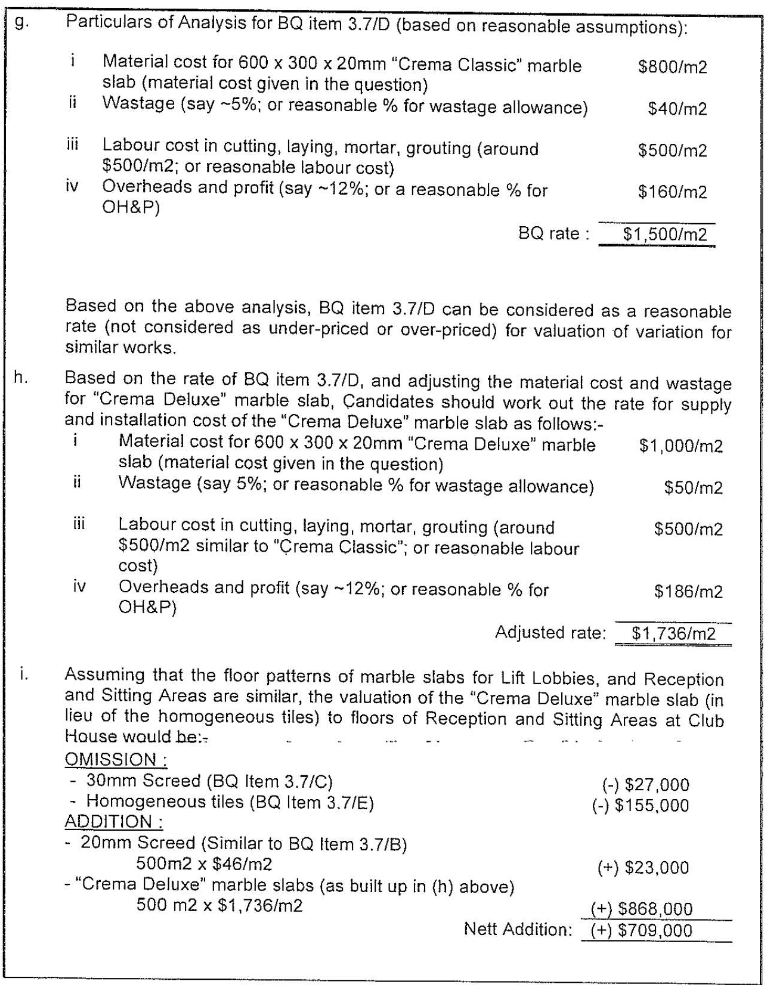 g. Particulars of Analysis for BQ item 3.7/D (based on reasonable assumptions):
i Material cost for 600 x 300 x 20mm "Crema Classic" marble $800/m2
slab (material cost given in the question)
ii Wastage (say ~5%; or reasonable % for wastage allowance) $40/m2
iii Labour cost in cutting, laying, mortar, grouting (around $500/m2
$500/m2; or reasonable labour cost)
iv Overheads and profit (say ~12%; or a reasonable % for $160/m2
OH&P)
BQ rate : $1,500/m2
Based on the above analysis, BQ item 3.7/D can be considered as a reasonable
rate (not considered as under-priced or over-priced) for valuation of variation for
similar works.
h. Based on the rate of BQ item 3.7/D, and adjusting the material cost and wastage
for "Crema Deluxe" marble slab, Candidates should work out the rate for supply
and installation cost of the "Crema Deluxe" marble slab as follows:-
i Material cost for 600 x 300 x 20mm "Crema Deluxe" marble $1,000/m2
slab (material cost given in the question)
ii Wastage (say 5%; or reasonable % for wastage allowance) $50/m2
iii Labour cost in cutting, laying, mortar, grouting (around $500/m2
$500/m2 similar to "Crema Classic"; or reasonable labour
cost)
iv Overheads and profit (say ~12%; or reasonable % for $186/m2
OH&P)
Adjusted rate: $1,736/m2
i. Assuming that the floor patterns of marble slabs for Lift Lobbies, and Reception
and Sitting Areas are similar, the valuation of the "Crema Deluxe" marble slab (in
lieu of the homogeneous tiles) to floors of Reception and Sitting Areas at Club
House would be:-
OMISSION :
- 30mm Screed (BQ Item 3.7/C) (-) $27,000
- Homogeneous tiles (BQ Item 3.7/E) (-) $155,000
ADDITION :
- 20mm Screed (Similar to BQ Item 3.7/B)
500m2 x $46/m2 (+) $23,000
- "Crema Deluxe" marble slabs (as built up in (h) above)
500 m2 x $1,736/m2 (+) $868,000
Nett Addition: (+) $709,000